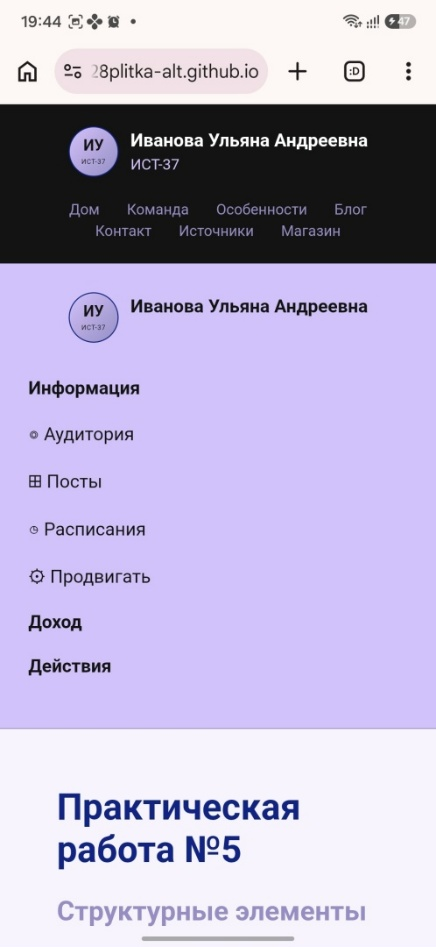 19:44 47
28plitka-alt.github.io :D
ИУ
ИСТ-37
Иванова Ульяна Андреевна
ИСТ-37
Дом Команда Особенности Блог
Контакт Источники Магазин
ИУ
ИСТ-37
Иванова Ульяна Андреевна
Информация
Аудитория
Посты
Расписания
Продвигать
Доход
Действия
Практическая
работа №5
Структурные элементы